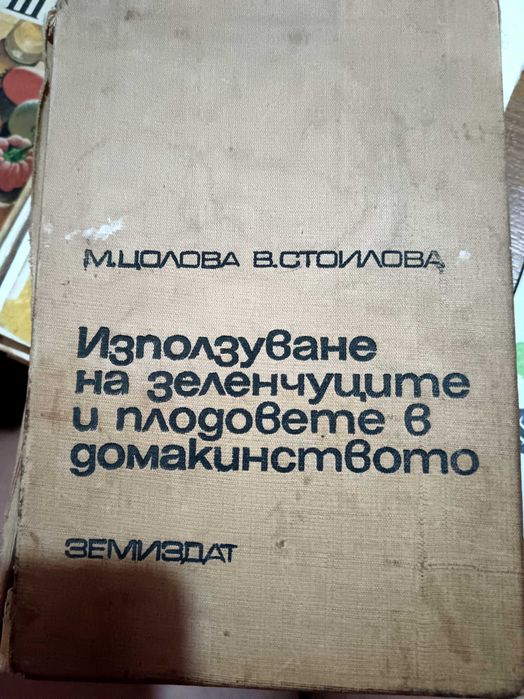 М.ЦОЛОВА В.СТОИЛОВА
Използуване
на зеленчуците
и плодовете в
домакинството
ЗЕМИЗДАТ